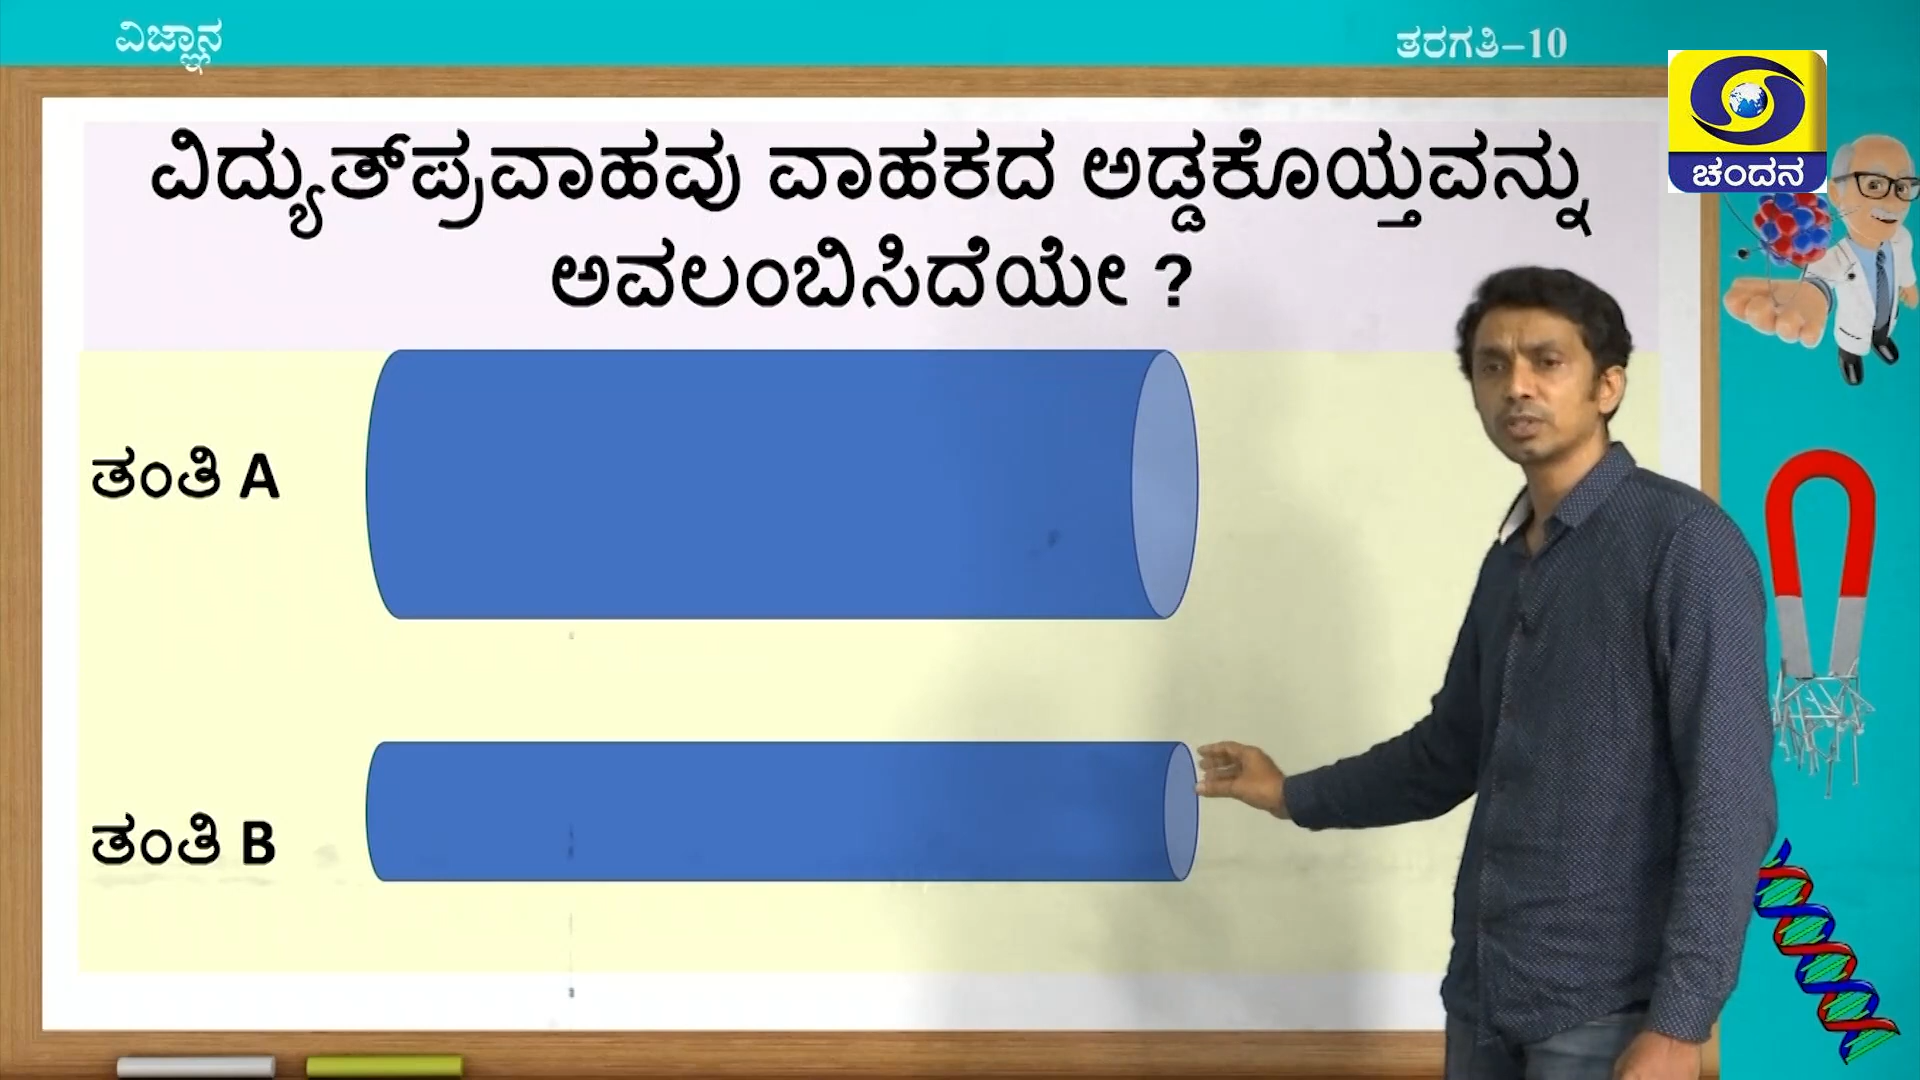 ವಿಜ್ಞಾನ
ತರಗತಿ–10
ಚಂದನ
ವಿದ್ಯುತ್‌ಪ್ರವಾಹವು ವಾಹಕದ ಅಡ್ಡಕೊಯ್ತವನ್ನು
ಅವಲಂಬಿಸಿದೆಯೇ ?
ತಂತಿ A
ತಂತಿ B